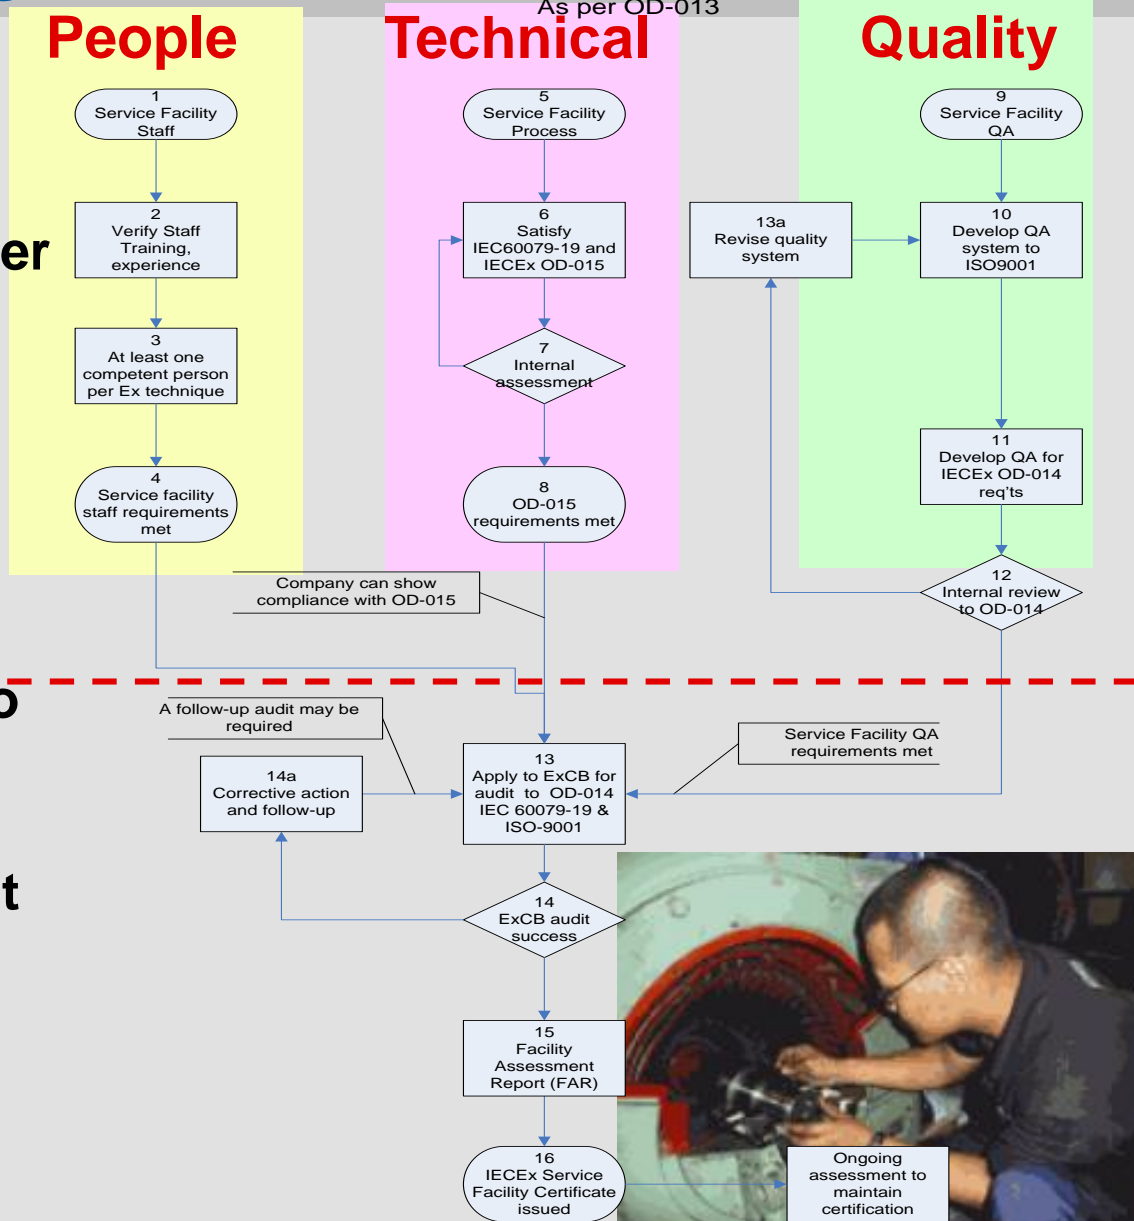 As per OD-013
People
Technical
Quality
1
Service Facility
Staff
5
Service Facility
Process
9
Service Facility
QA
2
Verify Staff
Training,
experience
6
Satisfy
IEC60079-19 and
IECEx OD-015
13a
Revise quality
system
10
Develop QA
system to
ISO9001
er
3
At least one
competent person
per Ex technique
7
Internal
assessment
11
Develop QA for
IECEx OD-014
req'ts
4
Service facility
staff requirements
met
8
OD-015
requirements met
12
Internal review
to OD-014
Company can show
compliance with OD-015
o
A follow-up audit may be
required
Service Facility QA
requirements met
13
Apply to ExCB for
audit to OD-014
IEC 60079-19 &
ISO-9001
14a
Corrective action
and follow-up
t
14
ExCB audit
success
15
Facility
Assessment
Report (FAR)
16
IECEx Service
Facility Certificate
issued
Ongoing
assessment to
maintain
certification